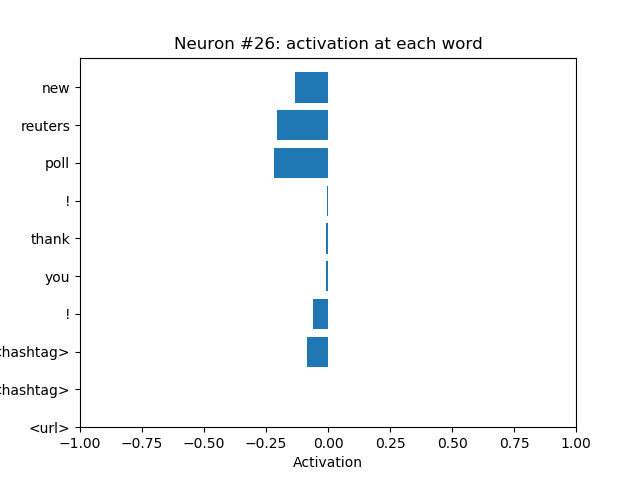 Neuron #26: activation at each word
new
reuters
poll
!
thank
you
!
hashtag>
hashtag>
<url>
−1.00 −0.75 −0.50 −0.25 0.00 0.25 0.50 0.75 1.00
Activation